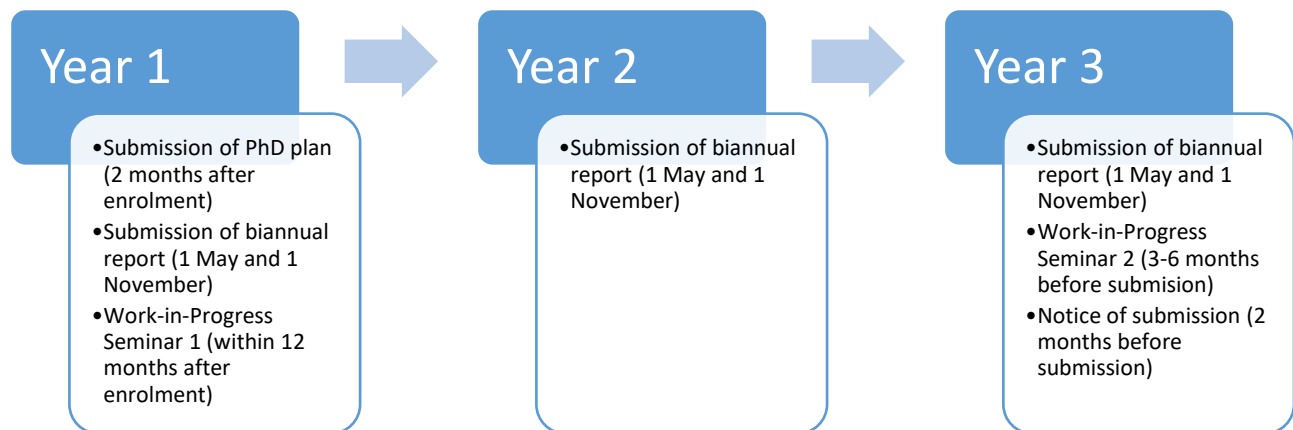 Year 1
•Submission of PhD plan
(2 months after
enrolment)
•Submission of biannual
report (1 May and 1
November)
•Work-in-Progress
Seminar 1 (within 12
months after
enrolment)
Year 2
•Submission of biannual
report (1 May and 1
November)
Year 3
•Submission of biannual
report (1 May and 1
November)
•Work-in-Progress
Seminar 2 (3-6 months
before submision)
•Notice of submission (2
months before
submission)